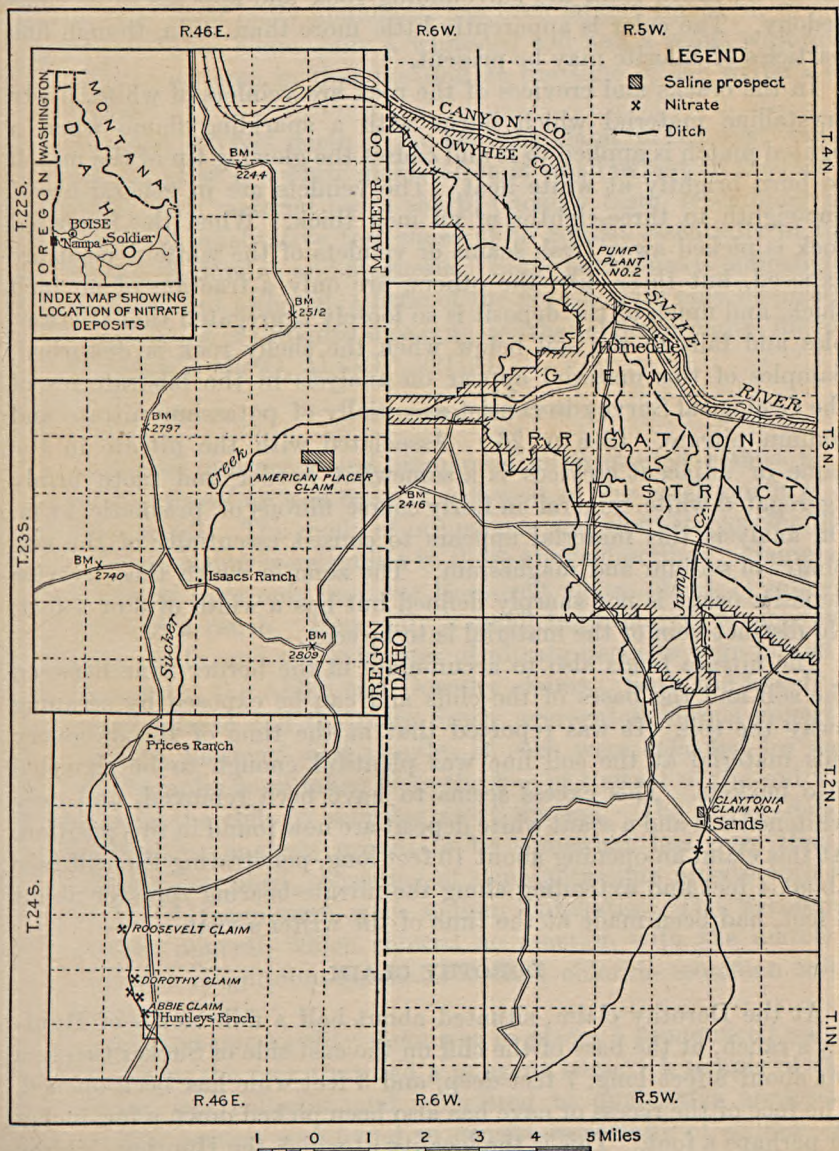 R.46 E.
R.6 W.
R.5 W.
LEGEND
Saline prospect
Nitrate
Ditch
WASHINGTON
MONTANA
IDAH
OREGON
BOISE
Nampa
Soldier
O
INDEX MAP SHOWING
LOCATION OF NITRATE
DEPOSITS
T.22 S.
T.4 N.
BM
2244
MALHEUR CO.
CANYON CO.
OWYHEE CO.
PUMP
PLANT
NO.2
BM
2512
SNAKE
RIVER
Homedale
GEM
IRRIGATION
DISTRICT
T.3 N.
BM
2797
Creek
AMERICAN PLACER
CLAIM
BM
2416
T.23 S.
BM
2740
Isaacs Ranch
Sucker
BM
2809
OREGON
IDAHO
Jump Cr.
Prices Ranch
T.2 N.
CLAYTONIA
CLAIM NO.1
Sands
T.24 S.
ROOSEVELT CLAIM
DOROTHY CLAIM
ABBIE CLAIM
Huntleys Ranch
T.1 N.
R.46 E.
R.6 W.
R.5 W.
1 0 1 2 3 4 5 Miles